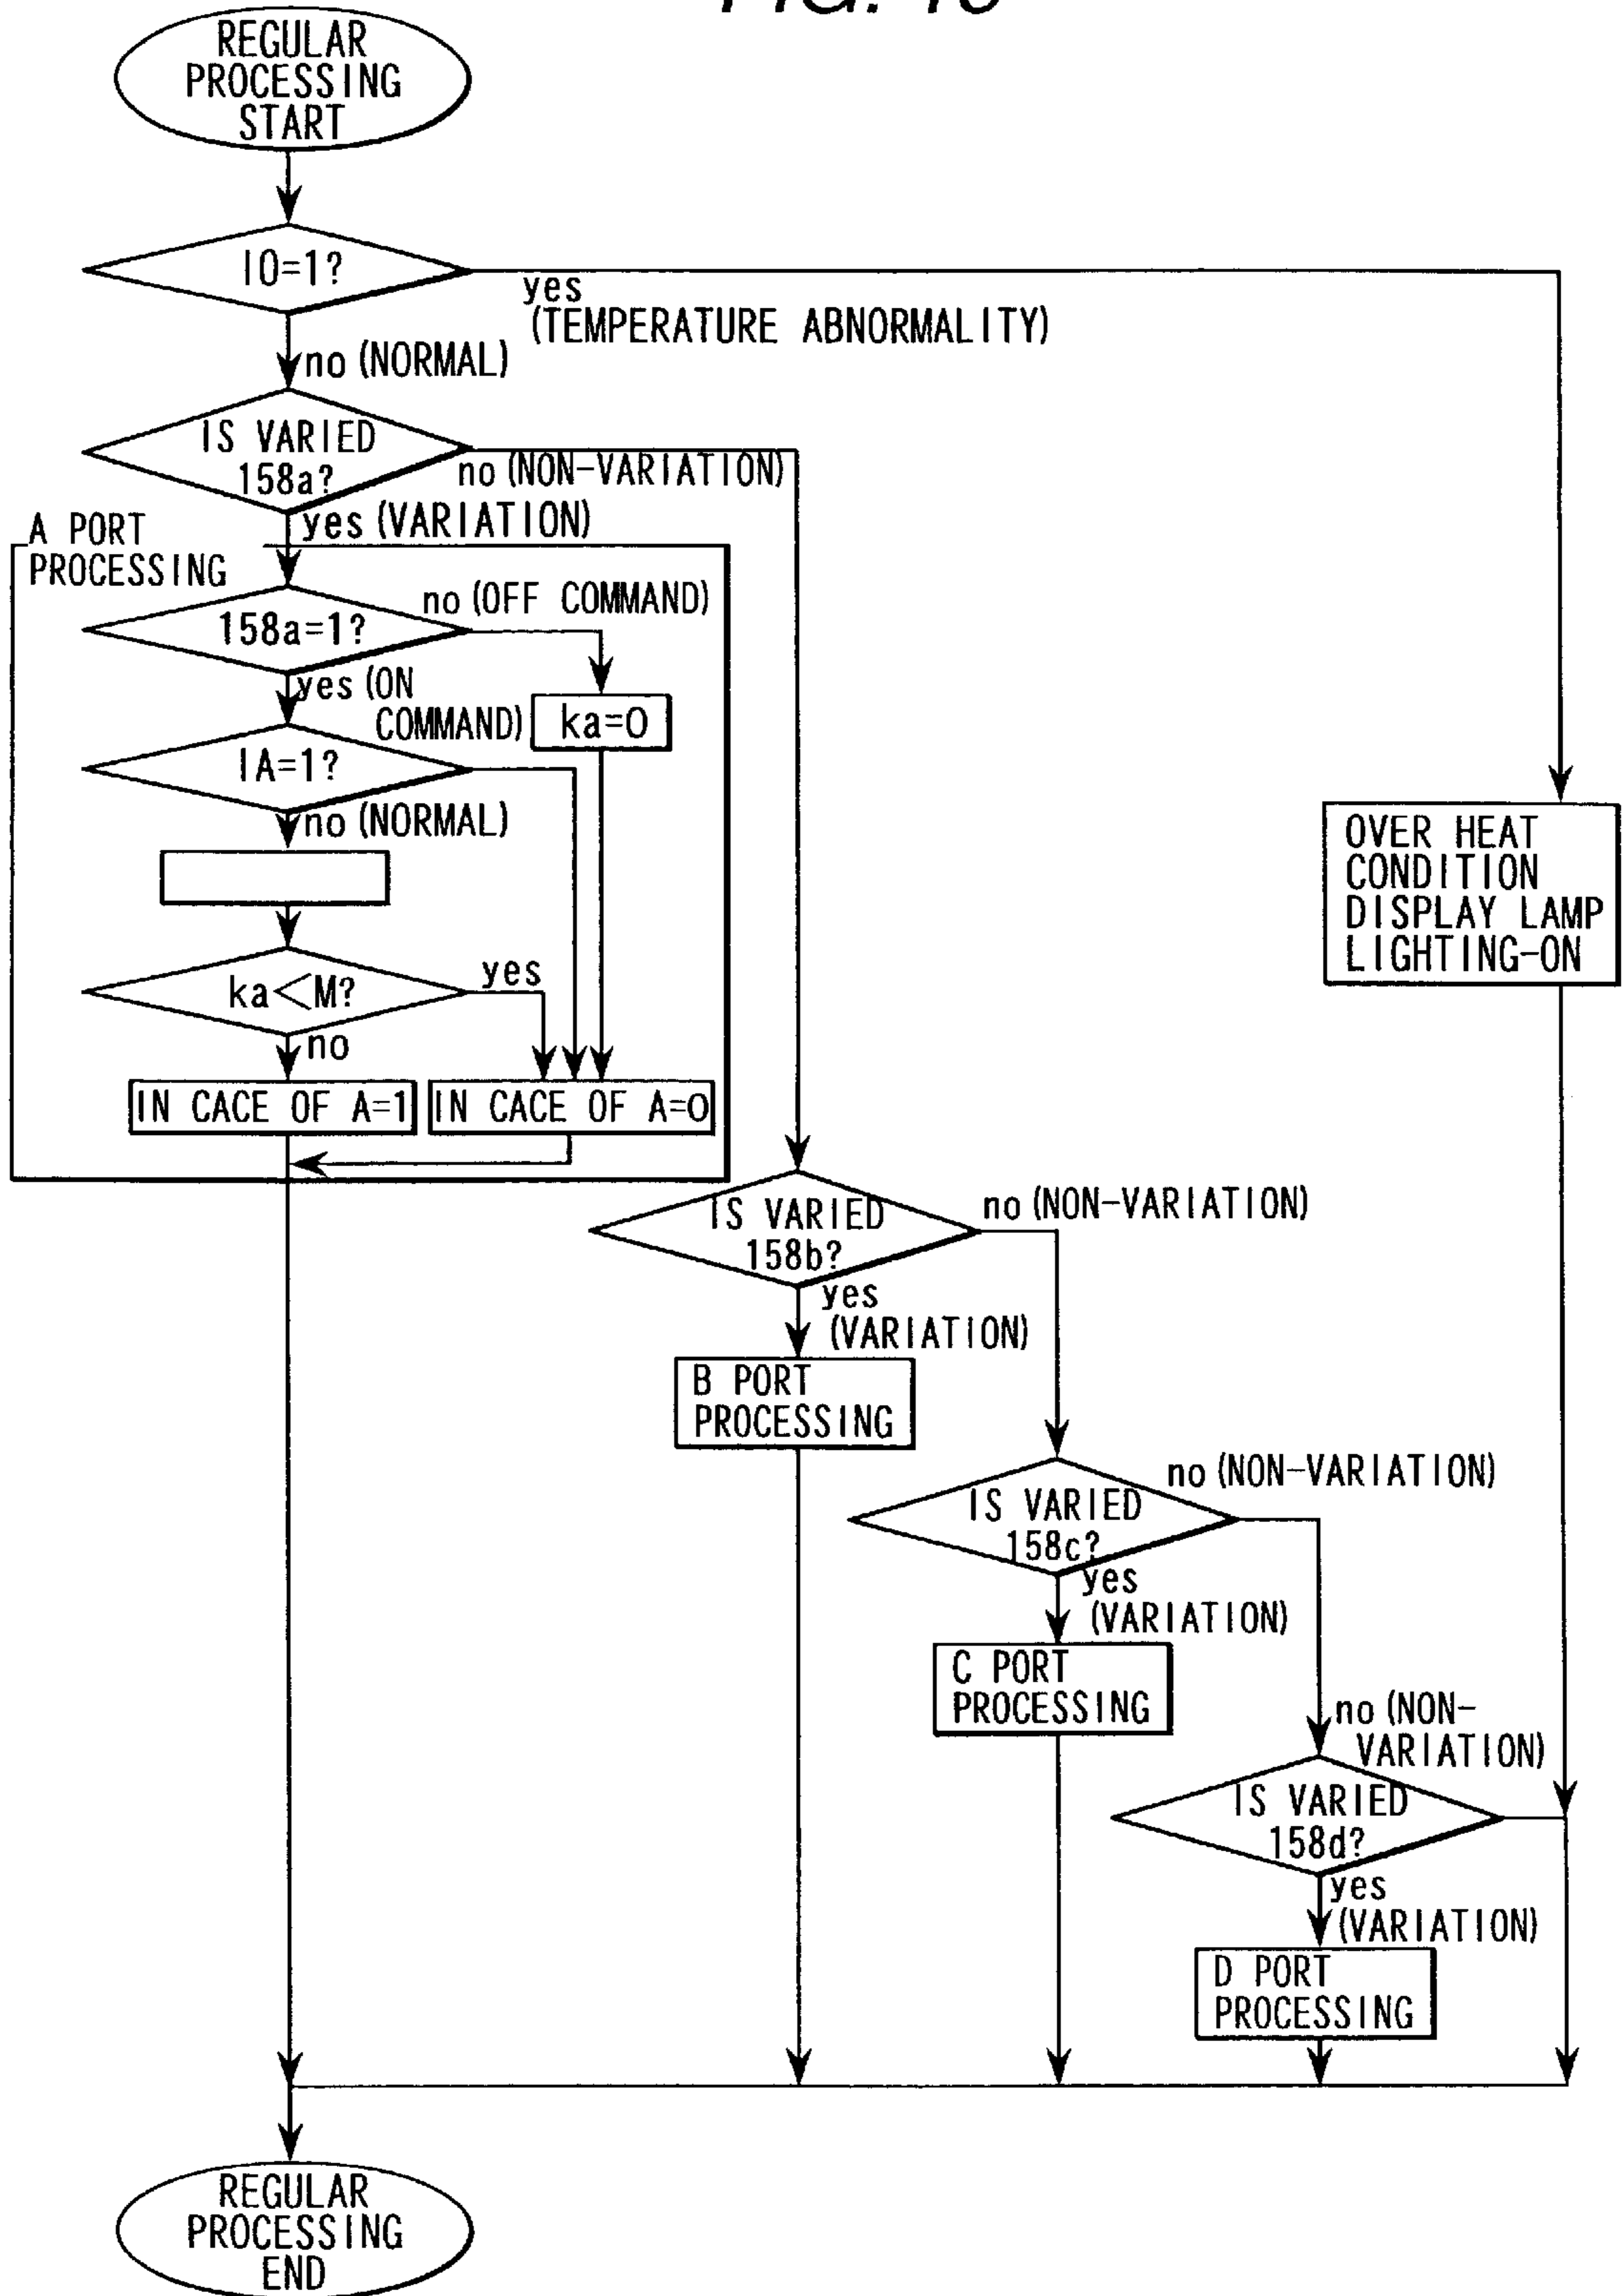 FIG.
REGULAR
PROCESSING
START
I0=1?
yes
(TEMPERATURE ABNORMALITY)
no (NORMAL)
IS VARIED
158a?
no (NON-VARIATION)
yes (VARIATION)
A PORT
PROCESSING
158a=1?
no (OFF COMMAND)
yes (ON
COMMAND)
ka=0
IA=1?
no (NORMAL)
ka<M?
yes
no
IN CACE OF A=1
IN CACE OF A=0
OVER HEAT
CONDITION
DISPLAY LAMP
LIGHTING-ON
IS VARIED
158b?
no (NON-VARIATION)
yes
(VARIATION)
B PORT
PROCESSING
IS VARIED
158c?
no (NON-VARIATION)
yes
(VARIATION)
C PORT
PROCESSING
no (NON-
VARIATION)
IS VARIED
158d?
yes
(VARIATION)
D PORT
PROCESSING
REGULAR
PROCESSING
END